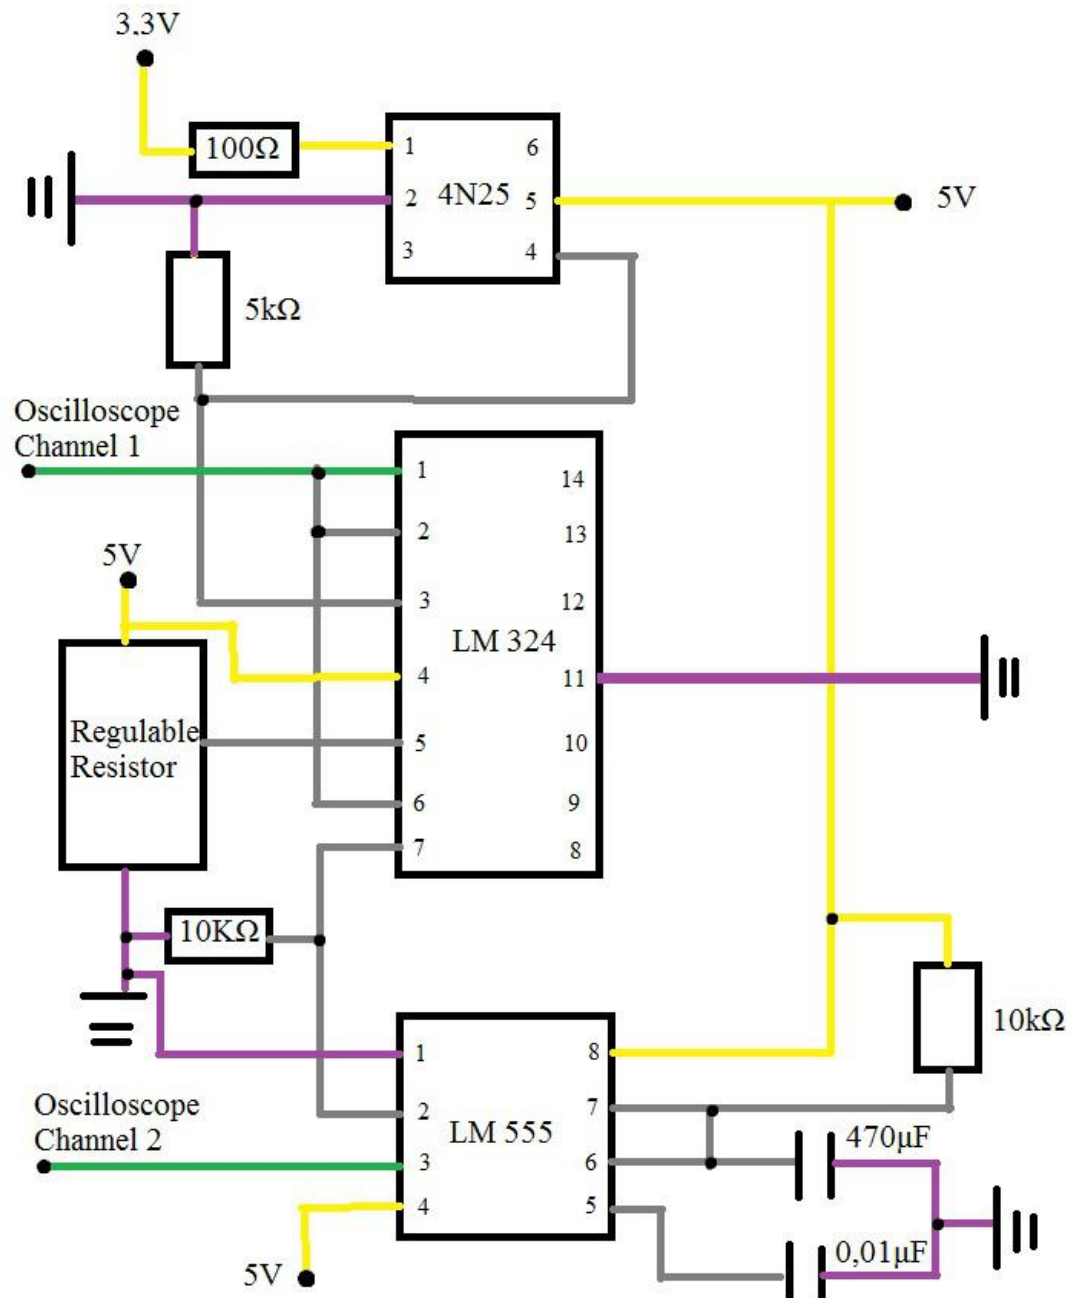 3.3V
100Ω
1
6
2
4N25
5
5V
3
4
5kΩ
Oscilloscope
Channel 1
1
14
2
13
5V
3
12
LM 324
4
11
Regulable
Resistor
5
10
6
9
7
8
10KΩ
10kΩ
1
8
Oscilloscope
Channel 2
2
7
LM 555
3
6
470µF
4
5
5V
0,01µF